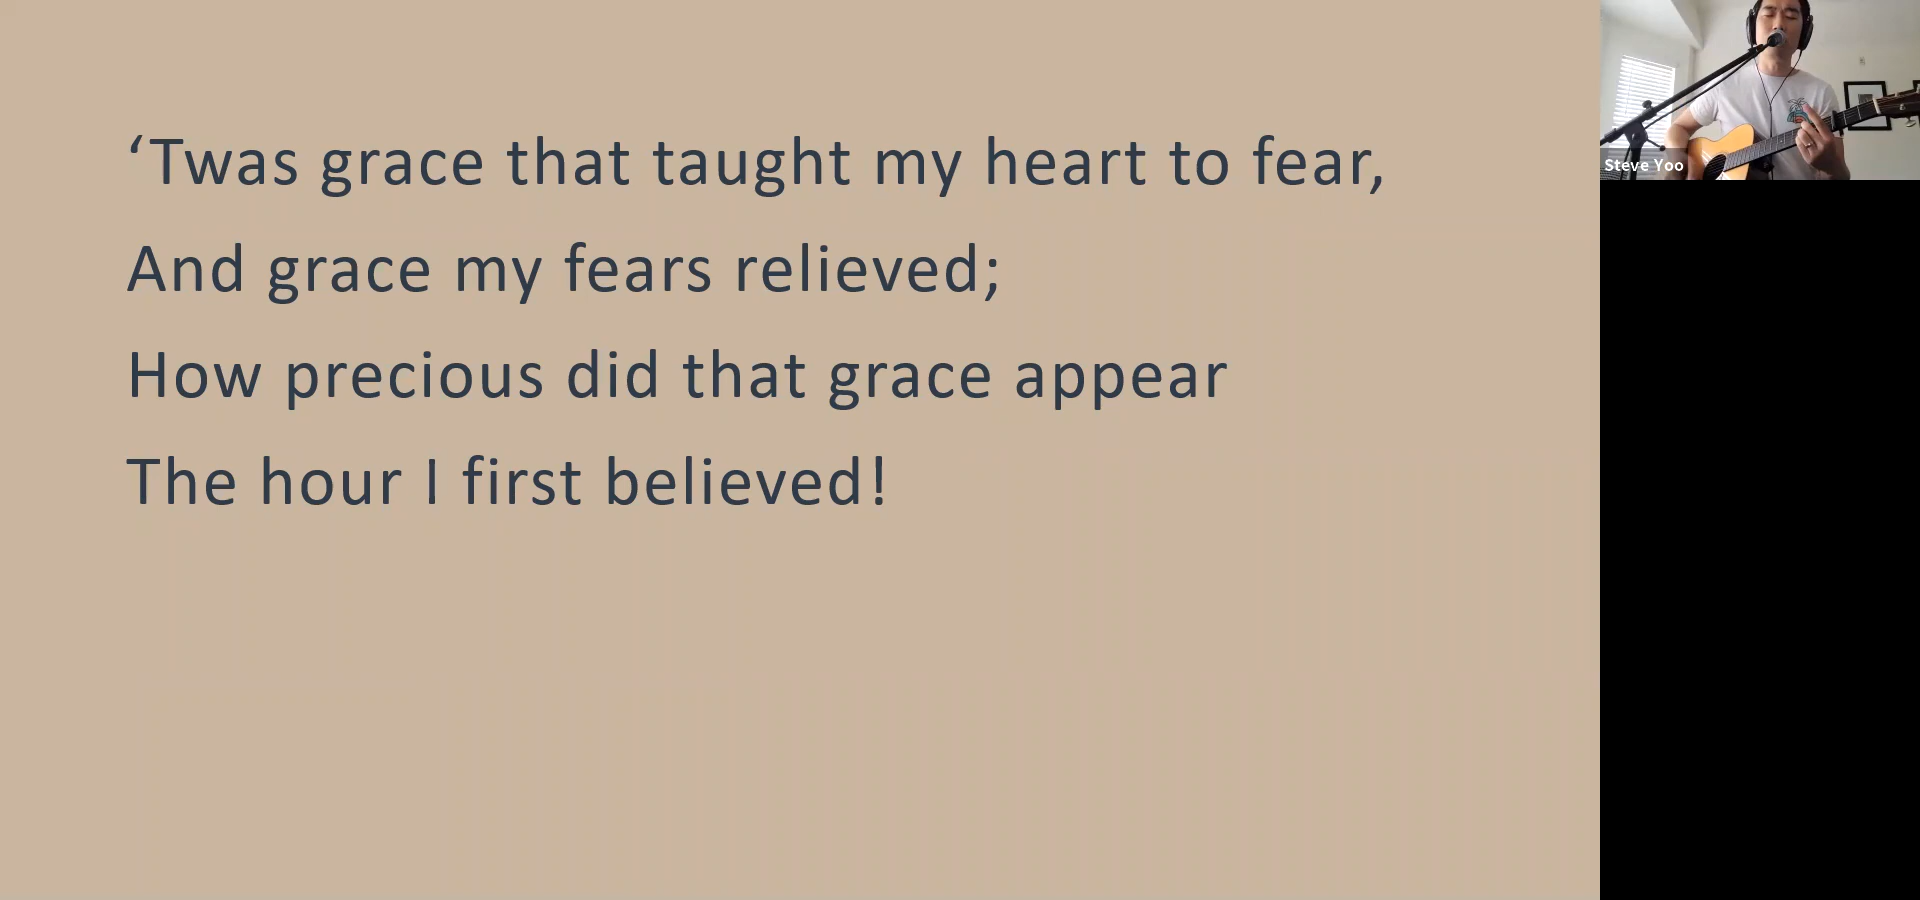 ‘Twas grace that taught my heart to fear,
And grace my fears relieved;
How precious did that grace appear
The hour I first believed!
Steve Yoo